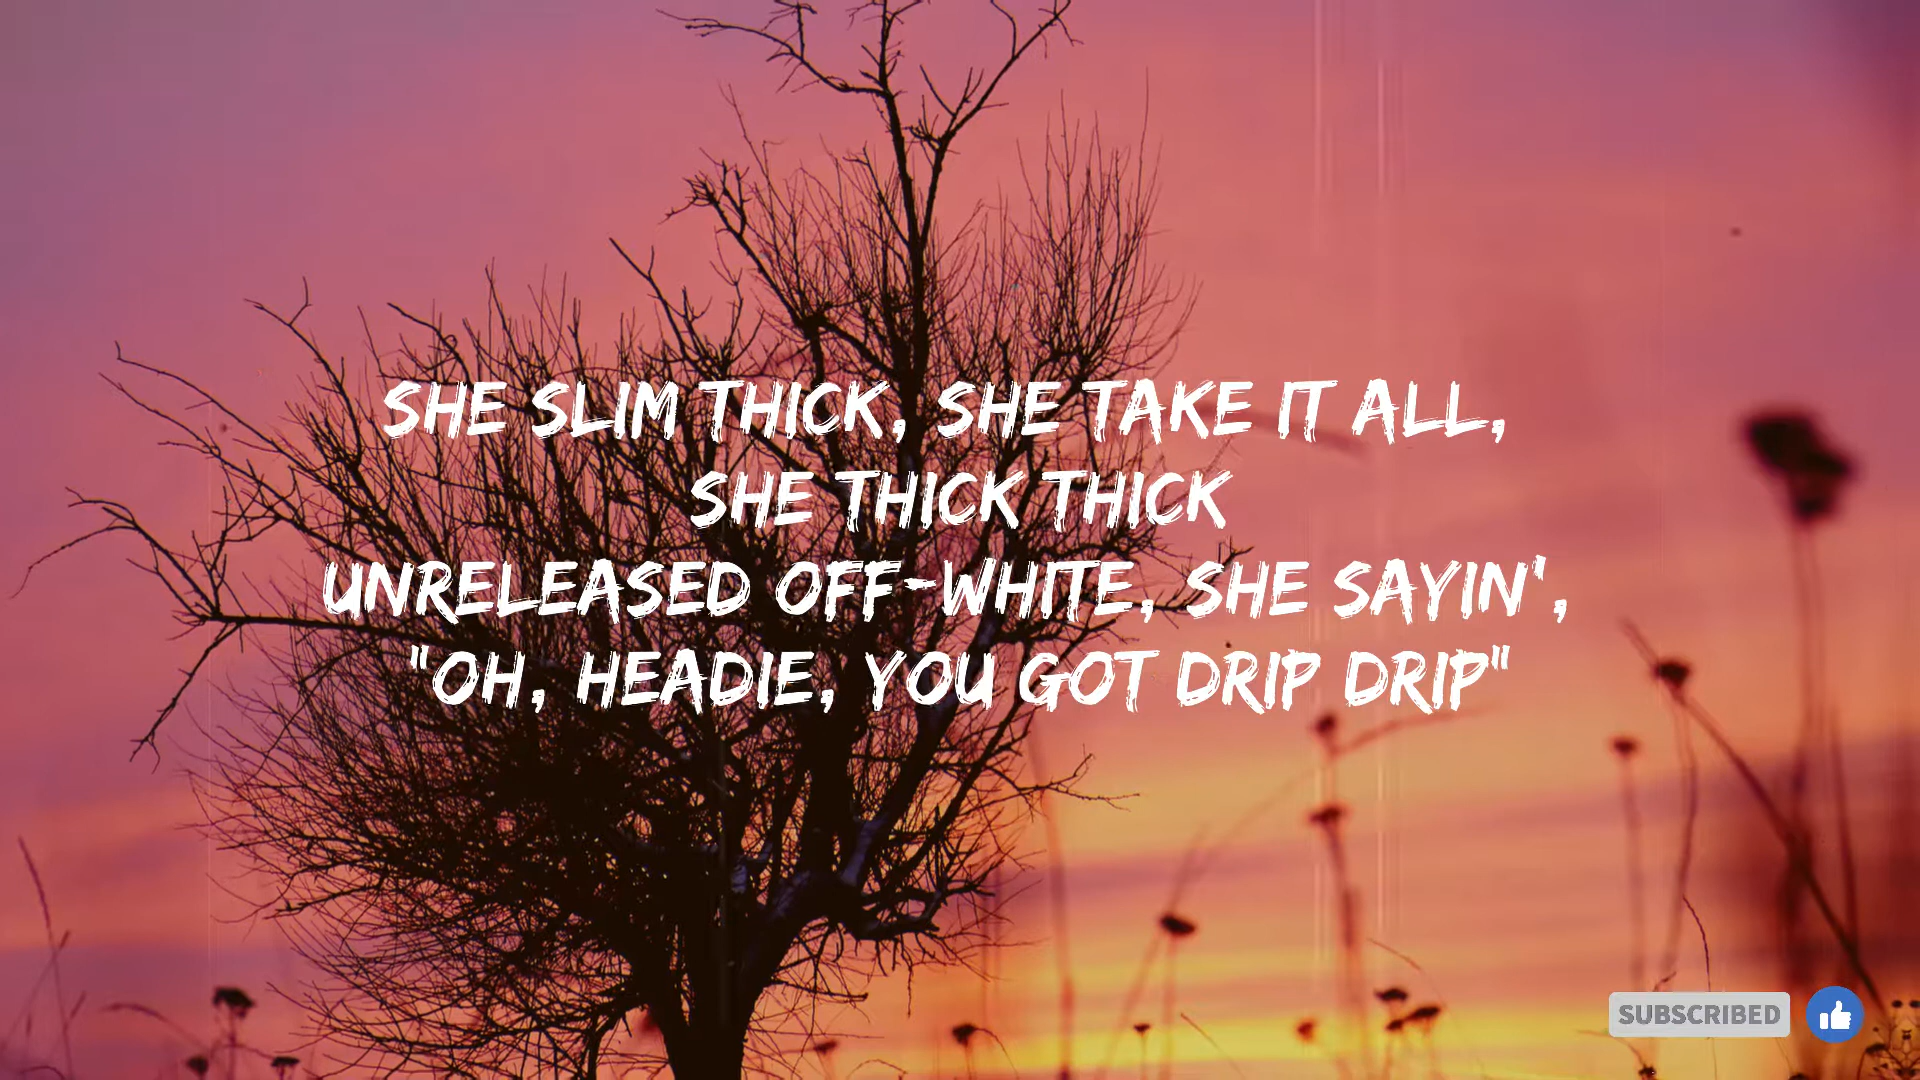 SHE SLIM THICK, SHE TAKE IT ALL,
SHE THICK THICK
UNRELEASED OFF-WHITE, SHE SAYIN',
"OH, HEADIE, YOU GOT DRIP DRIP"
SUBSCRIBED